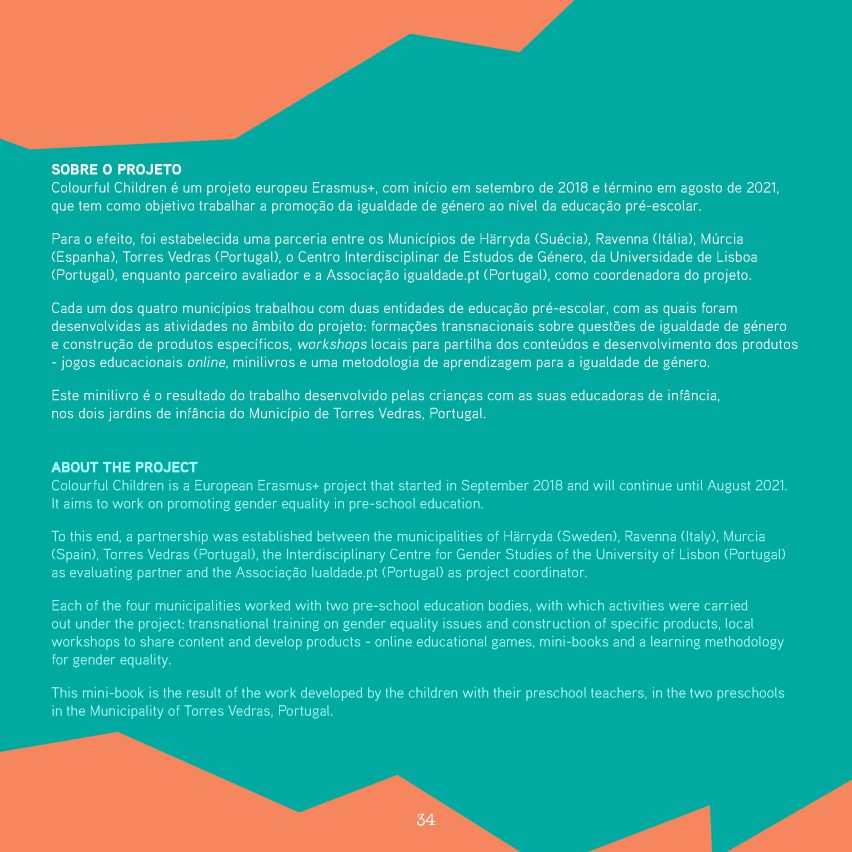 SOBRE O PROJETO
Colourful Children é um projeto europeu Erasmus+, com início em setembro de 2018 e término em agosto de 2021,
que tem como objetivo trabalhar a promoção da igualdade de género ao nível da educação pré-escolar.
Para o efeito, foi estabelecida uma parceria entre os Municípios de Härryda (Suécia), Ravenna (Itália), Múrcia
(Espanha), Torres Vedras (Portugal), o Centro Interdisciplinar de Estudos de Género, da Universidade de Lisboa
(Portugal), enquanto parceiro avaliador e a Associação igualdade.pt (Portugal), como coordenadora do projeto.
Cada um dos quatro municípios trabalhou com duas entidades de educação pré-escolar, com as quais foram
desenvolvidas as atividades no âmbito do projeto: formações transnacionais sobre questões de igualdade de género
e construção de produtos específicos, workshops locais para partilha dos conteúdos e desenvolvimento dos produtos
- jogos educacionais online, minilivros e uma metodologia de aprendizagem para a igualdade de género.
Este minilivro é o resultado do trabalho desenvolvido pelas crianças com as suas educadoras de infância,
nos dois jardins de infância do Município de Torres Vedras, Portugal.
ABOUT THE PROJECT
Colourful Children is a European Erasmus+ project that started in September 2018 and will continue until August 2021.
It aims to work on promoting gender equality in pre-school education.
To this end, a partnership was established between the municipalities of Härryda (Sweden), Ravenna (Italy), Murcia
(Spain), Torres Vedras (Portugal), the Interdisciplinary Centre for Gender Studies of the University of Lisbon (Portugal)
as evaluating partner and the Associação Iualdade.pt (Portugal) as project coordinator.
Each of the four municipalities worked with two pre-school education bodies, with which activities were carried
out under the project: transnational training on gender equality issues and construction of specific products, local
workshops to share content and develop products - online educational games, mini-books and a learning methodology
for gender equality.
This mini-book is the result of the work developed by the children with their preschool teachers, in the two preschools
in the Municipality of Torres Vedras, Portugal.
34